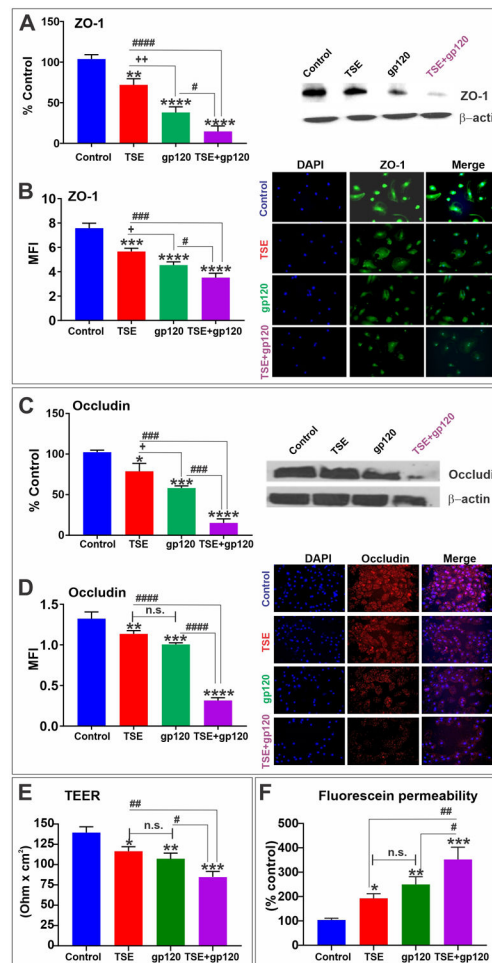 A
ZO-1
####
++
#
**
****
****
% Control
150
100
50
0
Control TSE gp120 TSE+gp120
Control
TSE
gp120
TSE+gp120
ZO-1
β-acti
B
ZO-1
###
+
#
***
****
****
MFI
10
8
6
4
2
0
Control TSE gp120 TSE+gp120
DAPI ZO-1 Merge
Control
TSE
gp120
TSE+gp120
C
Occludin
###
+
###
*
***
****
% Control
150
100
50
0
Control TSE gp120 TSE+gp120
Control
TSE
gp120
TSE+gp120
Occludi
β-actin
D
Occludin
####
n.s.
####
**
***
****
MFI
1.5
1.0
0.5
0.0
Control TSE gp120 TSE+gp120
DAPI Occludin Merge
Control
TSE
gp120
TSE+gp120
E
TEER
##
#
n.s.
*
**
***
(Ohm x cm²)
175
150
125
100
75
50
25
0
Control TSE gp120 TSE+gp120
F
Fluorescein permeability
##
#
n.s.
*
**
***
(% control)
500
400
300
200
100
0
Control TSE gp120 TSE+gp120